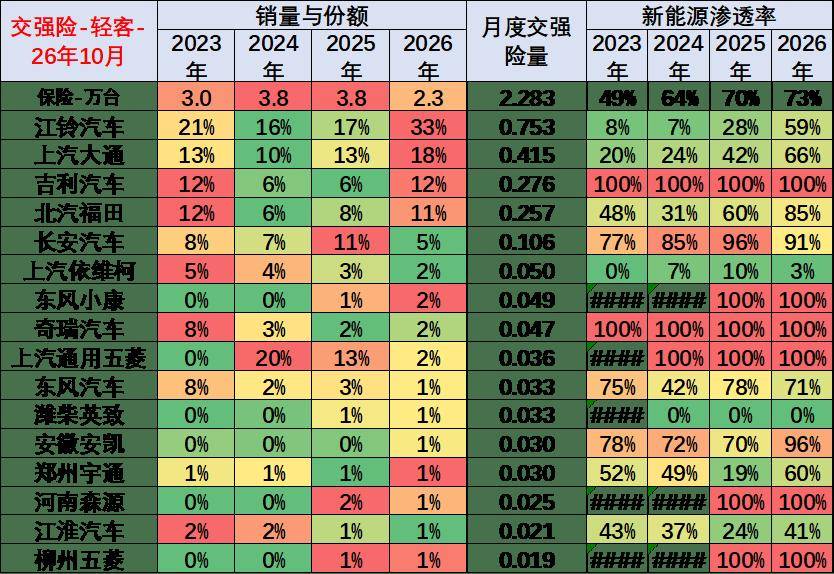 交强险-轻客-26年10月 销量与份额 月度交强险量 新能源渗透率
2023年 2024年 2025年 2026年 2023年 2024年 2025年 2026年
保险-万台 3.0 3.8 3.8 2.3 2.283 49% 64% 70% 73%
江铃汽车 21% 16% 17% 33% 0.753 8% 7% 28% 59%
上汽大通 13% 10% 13% 18% 0.415 20% 24% 42% 66%
吉利汽车 12% 6% 6% 12% 0.276 100% 100% 100% 100%
北汽福田 12% 6% 8% 11% 0.257 48% 31% 60% 85%
长安汽车 8% 7% 11% 5% 0.106 77% 85% 96% 91%
上汽依维柯 5% 4% 3% 2% 0.050 0% 7% 10% 3%
东风小康 0% 0% 1% 2% 0.049 #### #### 100% 100%
奇瑞汽车 8% 3% 2% 2% 0.047 100% 100% 100% 100%
上汽通用五菱 0% 20% 13% 2% 0.036 #### 100% 100% 100%
东风汽车 8% 2% 3% 1% 0.033 75% 42% 78% 71%
潍柴英致 0% 0% 1% 1% 0.033 #### 0% 0% 0%
安徽安凯 0% 0% 0% 1% 0.030 78% 72% 70% 96%
郑州宇通 1% 1% 1% 1% 0.030 52% 49% 19% 60%
河南森源 0% 0% 2% 1% 0.025 #### #### 100% 100%
江淮汽车 2% 2% 1% 1% 0.021 43% 37% 24% 41%
柳州五菱 0% 0% 1% 1% 0.019 #### #### 100% 100%